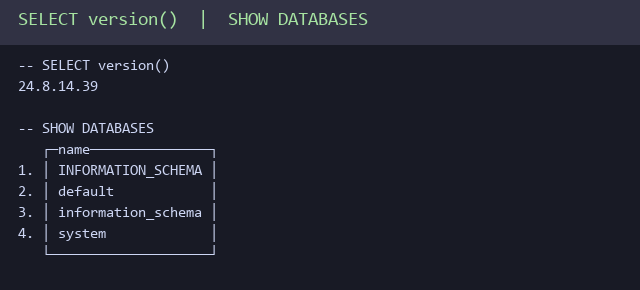 SELECT version()  |  SHOW DATABASES
-- SELECT version()
24.8.14.39
-- SHOW DATABASES
   ┌─name───────────────┐
1. │ INFORMATION_SCHEMA │
2. │ default            │
3. │ information_schema │
4. │ system             │
   └────────────────────┘